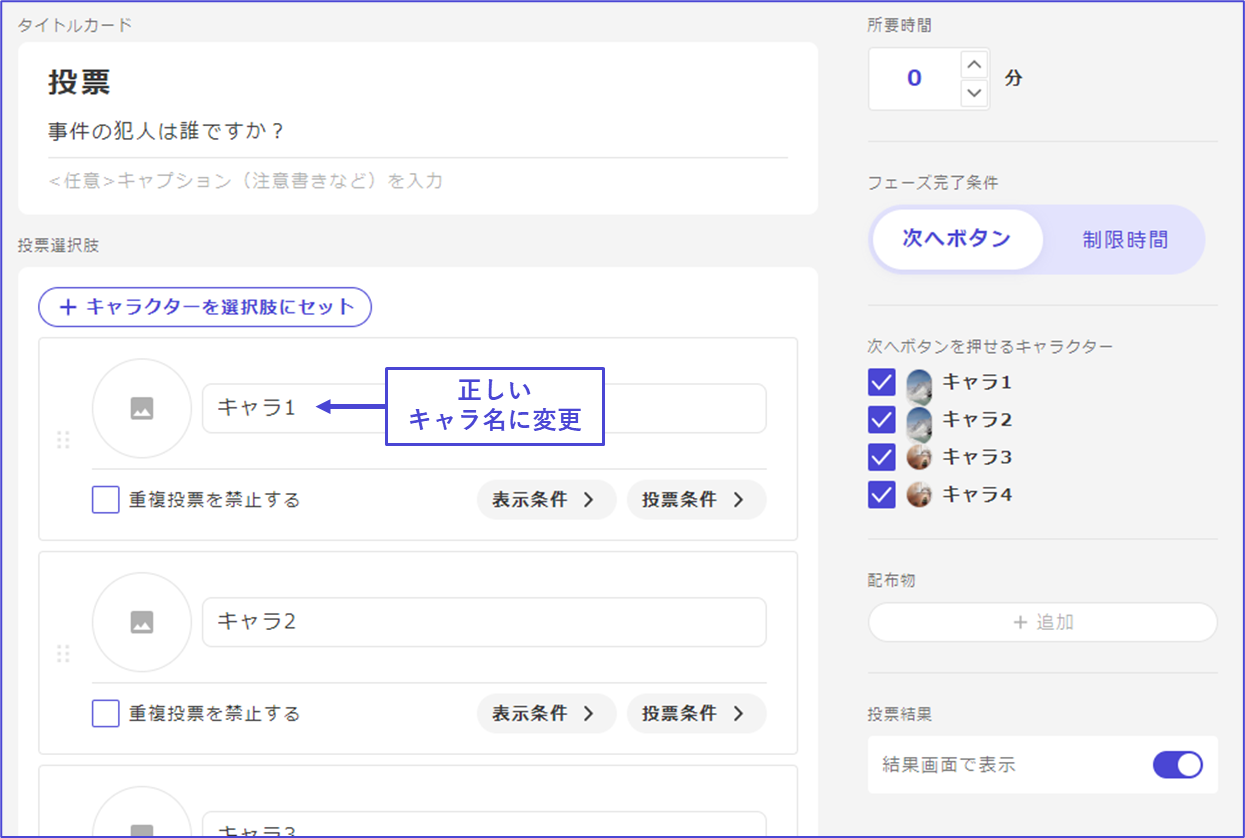 タイトルカード
投票
事件の犯人は誰ですか？
<任意>キャプション（注意書きなど）を入力
投票選択肢
＋ キャラクターを選択肢にセット
キャラ1
正しい
キャラ名に変更
重複投票を禁止する
表示条件
投票条件
キャラ2
重複投票を禁止する
表示条件
投票条件
キャラ3
所要時間
0
分
フェーズ完了条件
次へボタン
制限時間
次へボタンを押せるキャラクター
キャラ1
キャラ2
キャラ3
キャラ4
配布物
＋ 追加
投票結果
結果画面で表示